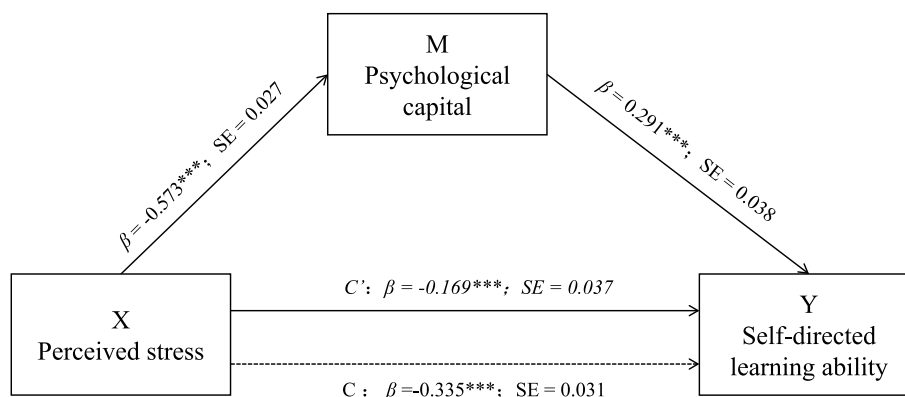 M
Psychological
capital
β = -0.573***； SE = 0.027
β = 0.291***； SE = 0.038
X
Perceived stress
C’： β = -0.169***； SE = 0.037
C： β =-0.335***； SE = 0.031
Y
Self-directed
learning ability